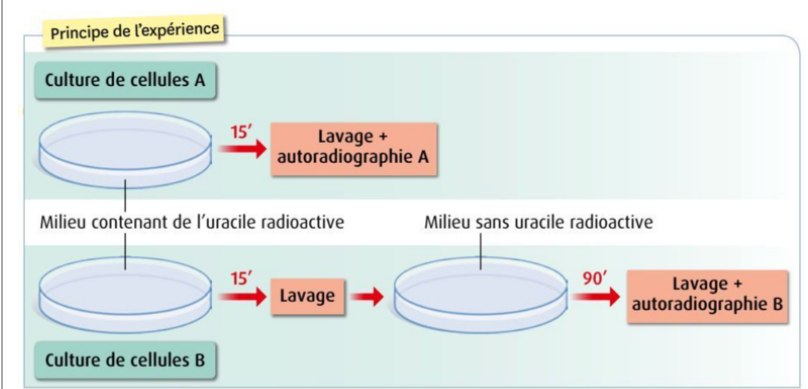 Principe de l'expérience
Culture de cellules A
15′
Lavage +
autoradiographie A
Milieu contenant de l'uracile radioactive
Milieu sans uracile radioactive
15′
Lavage
90′
Lavage +
autoradiographie B
Culture de cellules B